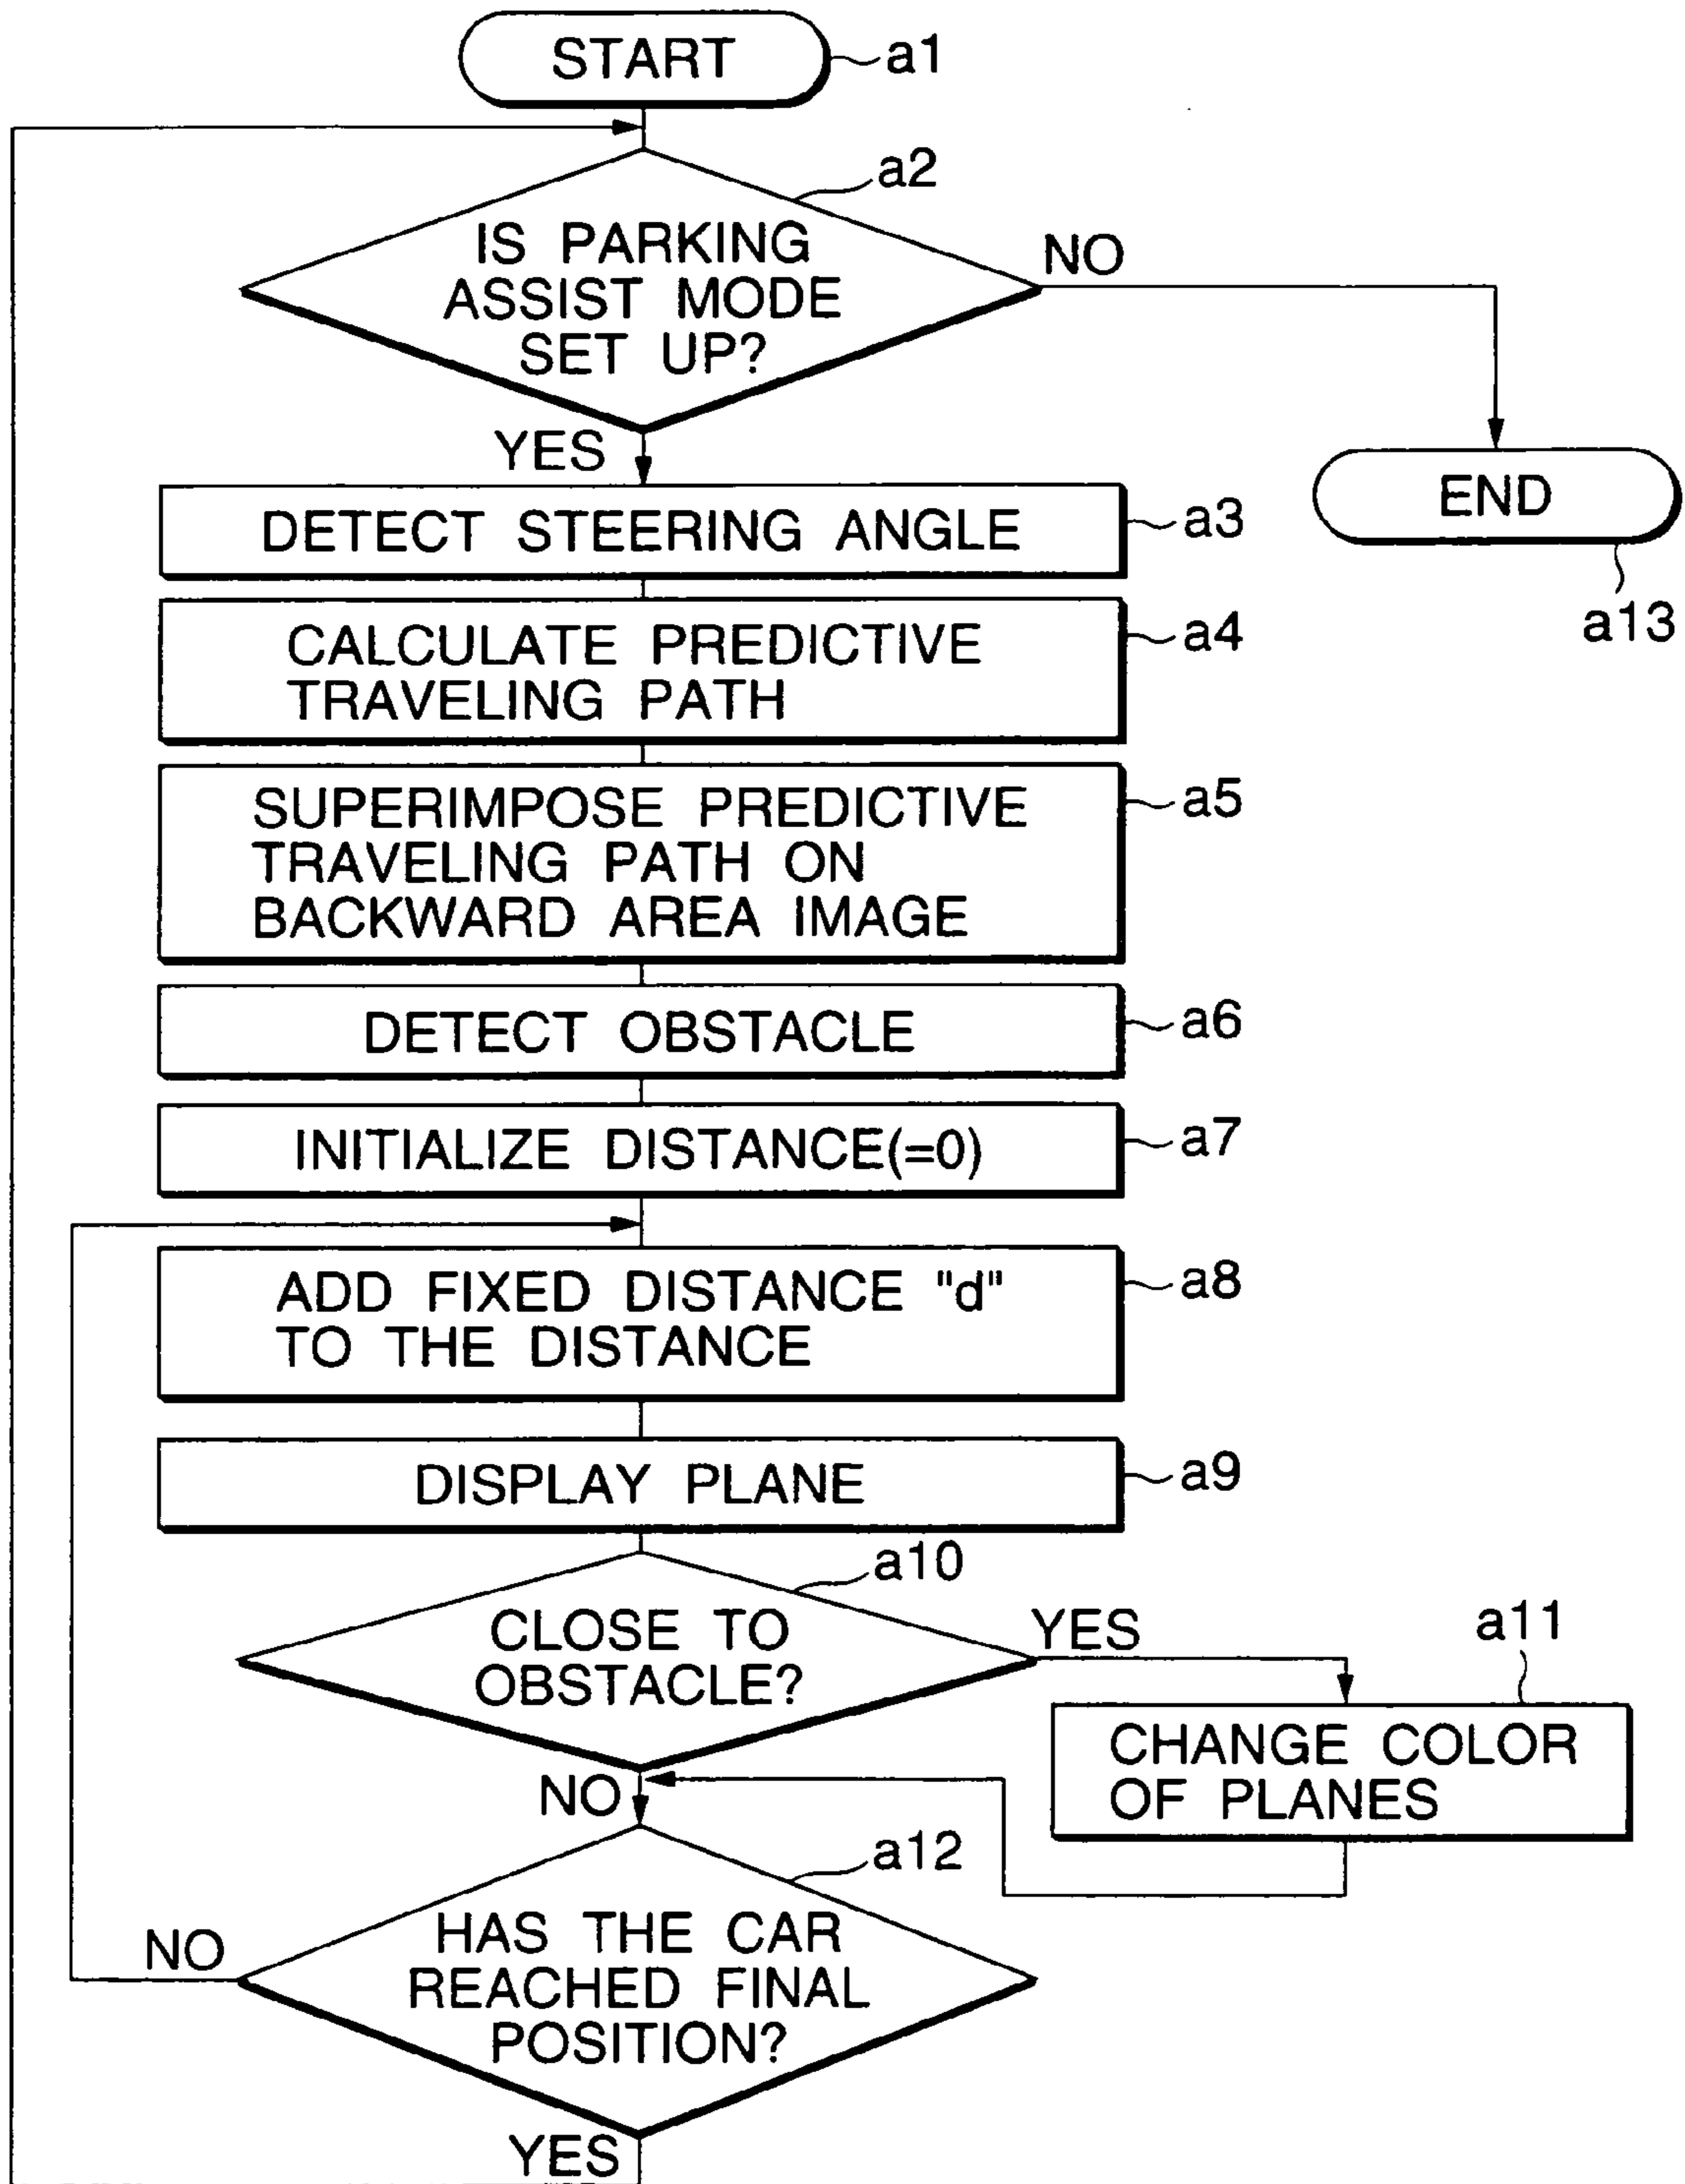 START
a1
a2
IS PARKING
ASSIST MODE
SET UP?
NO
YES
END
a13
DETECT STEERING ANGLE
a3
CALCULATE PREDICTIVE
TRAVELING PATH
a4
SUPERIMPOSE PREDICTIVE
TRAVELING PATH ON
BACKWARD AREA IMAGE
a5
DETECT OBSTACLE
a6
INITIALIZE DISTANCE(=0)
a7
ADD FIXED DISTANCE "d"
TO THE DISTANCE
a8
DISPLAY PLANE
a9
a10
CLOSE TO
OBSTACLE?
YES
a11
CHANGE COLOR
OF PLANES
NO
a12
HAS THE CAR
REACHED FINAL
POSITION?
NO
YES